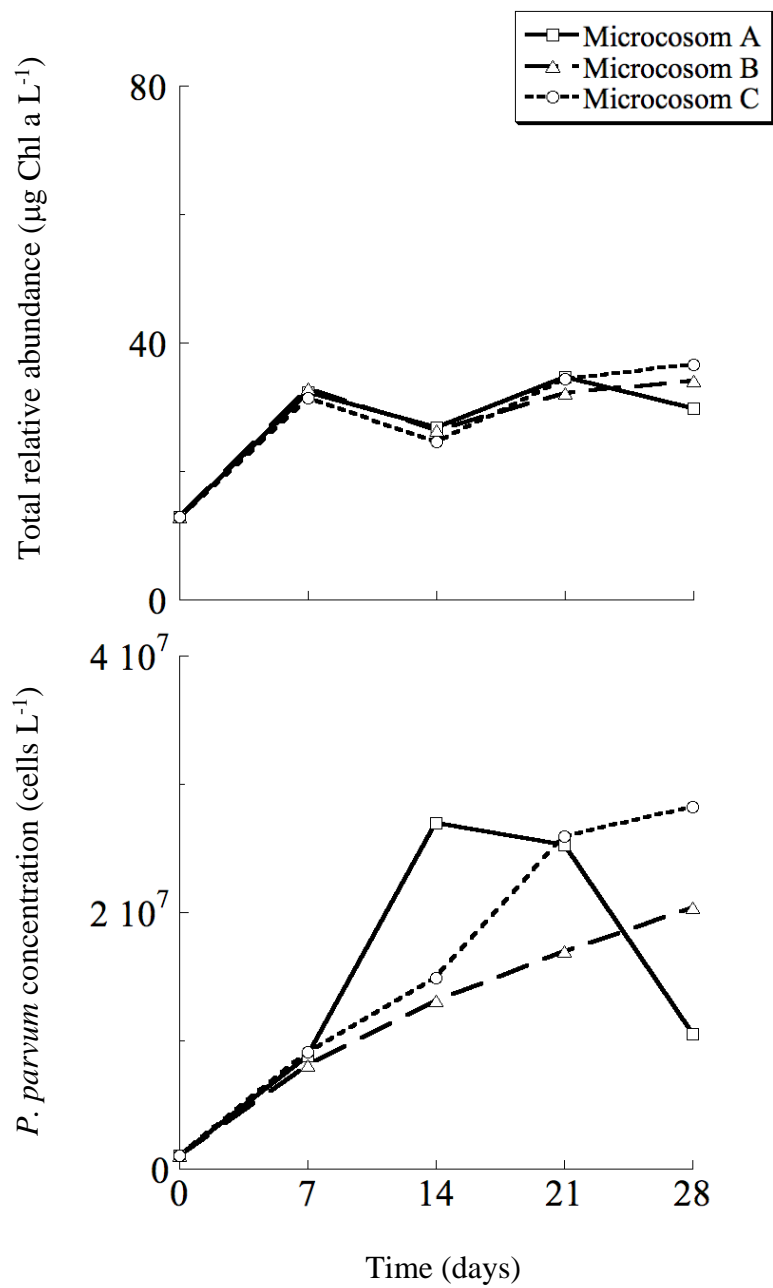 Microcosom A
Microcosom B
Microcosom C
Total relative abundance (µg Chl a L-1)
80
40
0
P. parvum concentration (cells L-1)
4 10^7
2 10^7
0
0 7 14 21 28
Time (days)